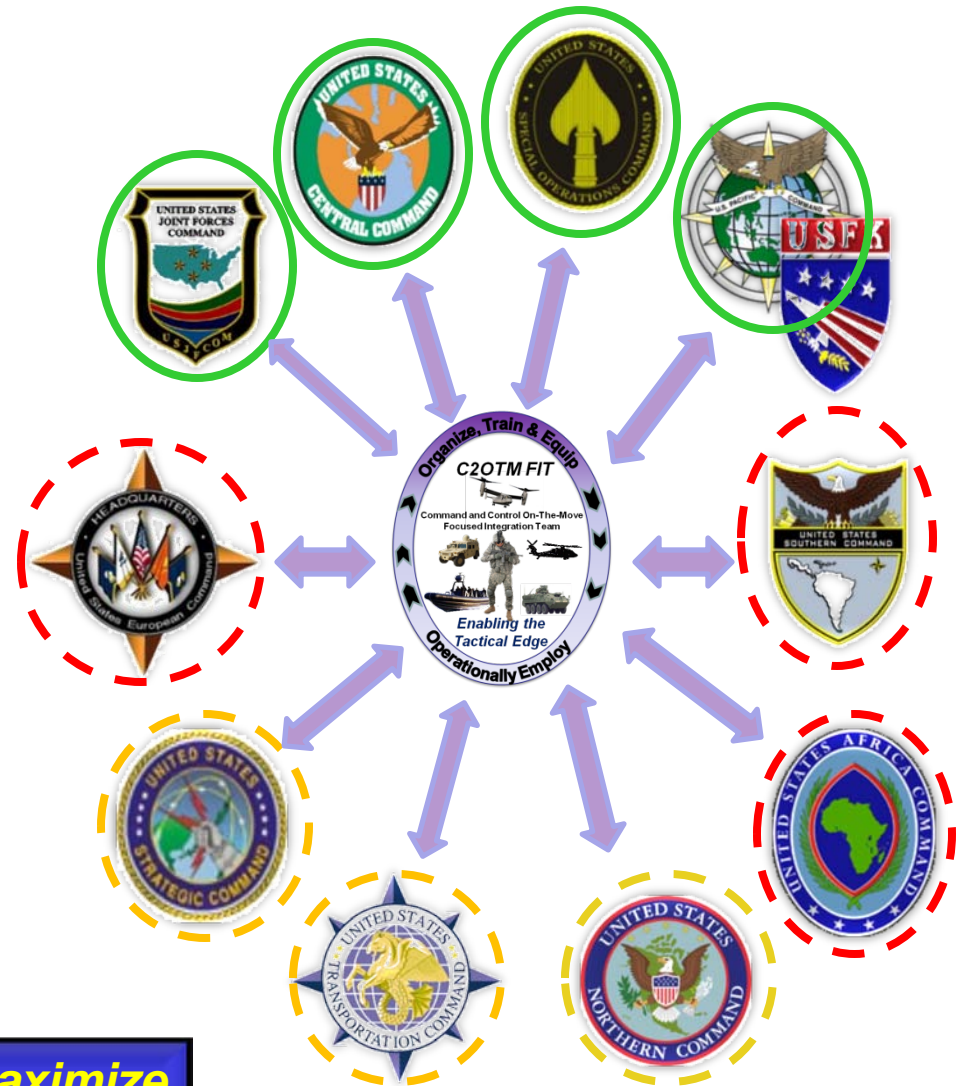 UNITED STATES
CENTRAL COMMAND
UNITED STATES
SPECIAL OPERATIONS COMMAND
UNITED STATES
JOINT FORCES
COMMAND
USJFCOM
U.S. PACIFIC COMMAND
USFK
Organize, Train & Equip
C2OTM FIT
Command and Control On-The-Move
Focused Integration Team
Enabling the
Tactical Edge
Operationally Employ
HEADQUARTERS
United States European Command
UNITED STATES
SOUTHERN COMMAND
UNITED STATES
STRATEGIC COMMAND
UNITED STATES AFRICA COMMAND
UNITED STATES
TRANSPORTATION COMMAND
UNITED STATES
NORTHERN COMMAND
aximize